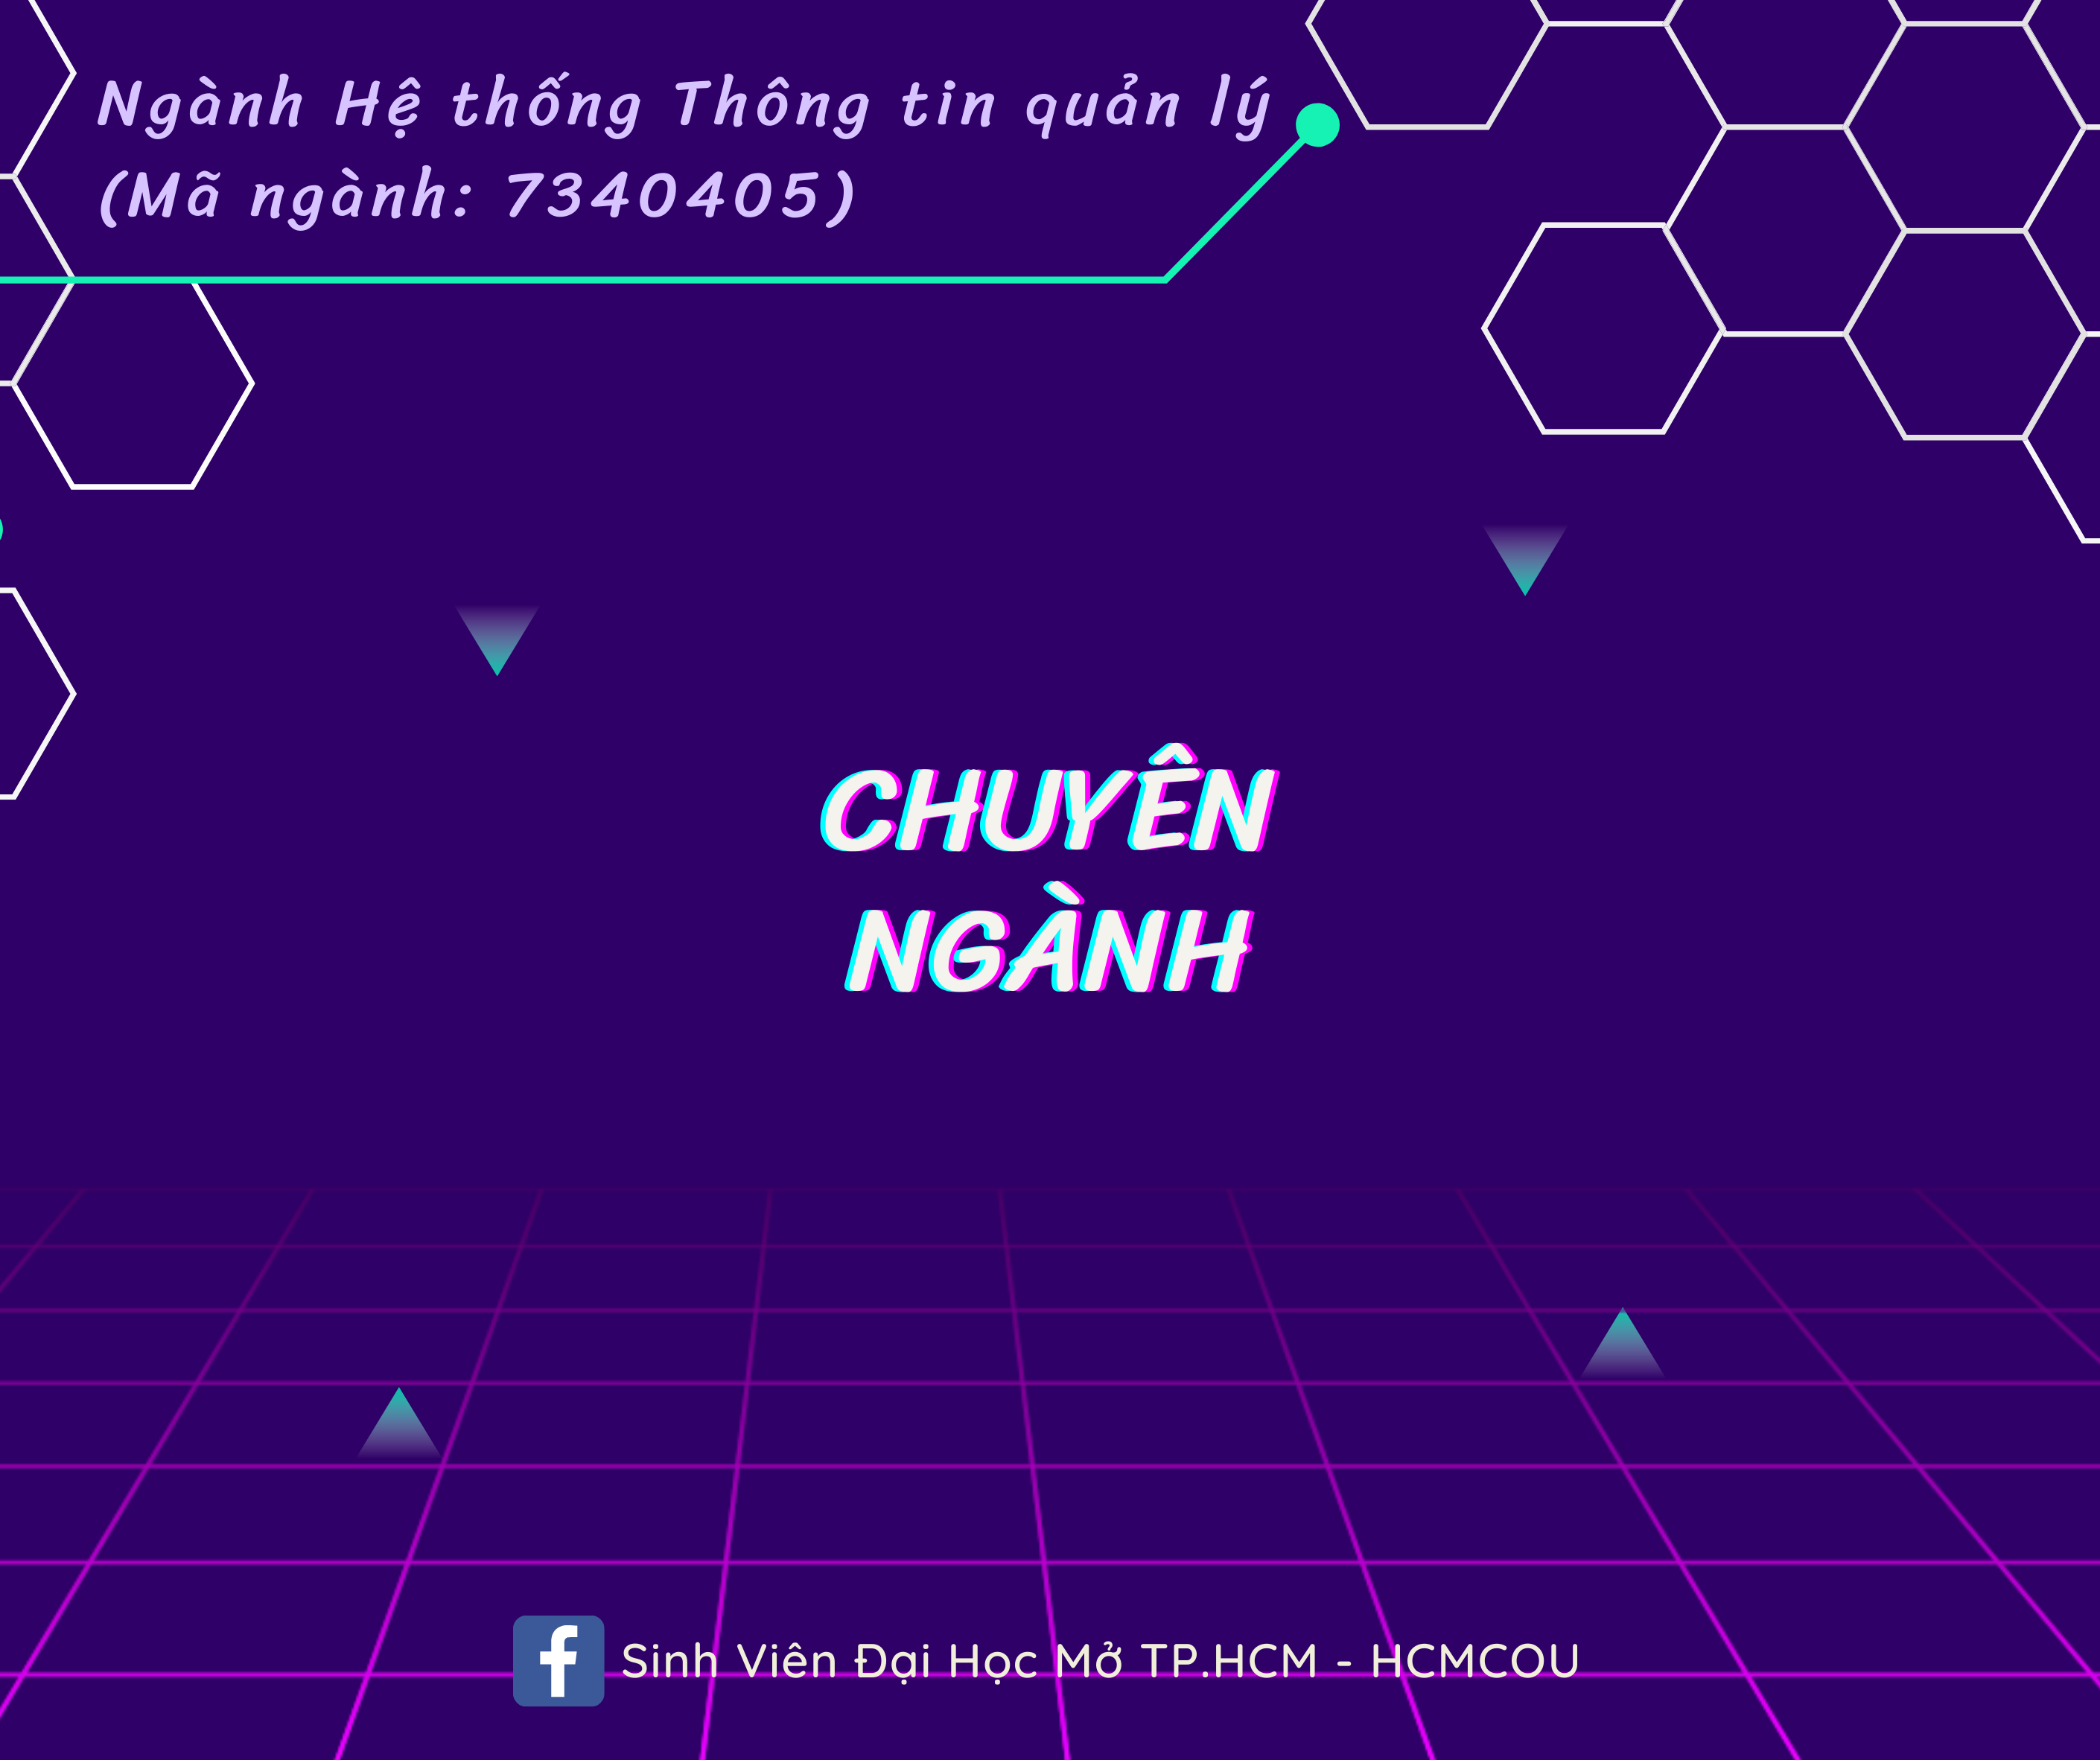 Ngành Hệ thống Thông tin quản lý
(Mã ngành: 7340405)
CHUYÊN
NGÀNH
Sinh Viên Đại Học Mở TP.HCM - HCMCOU